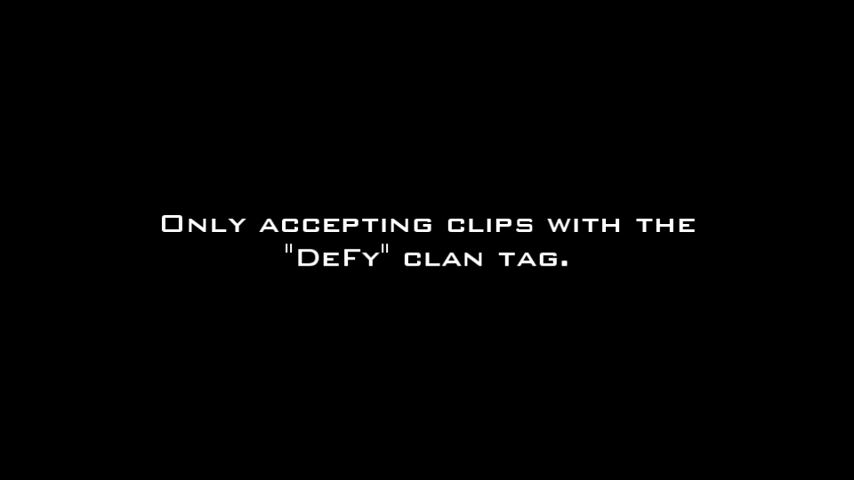 Only accepting clips with the
"DeFy" clan tag.